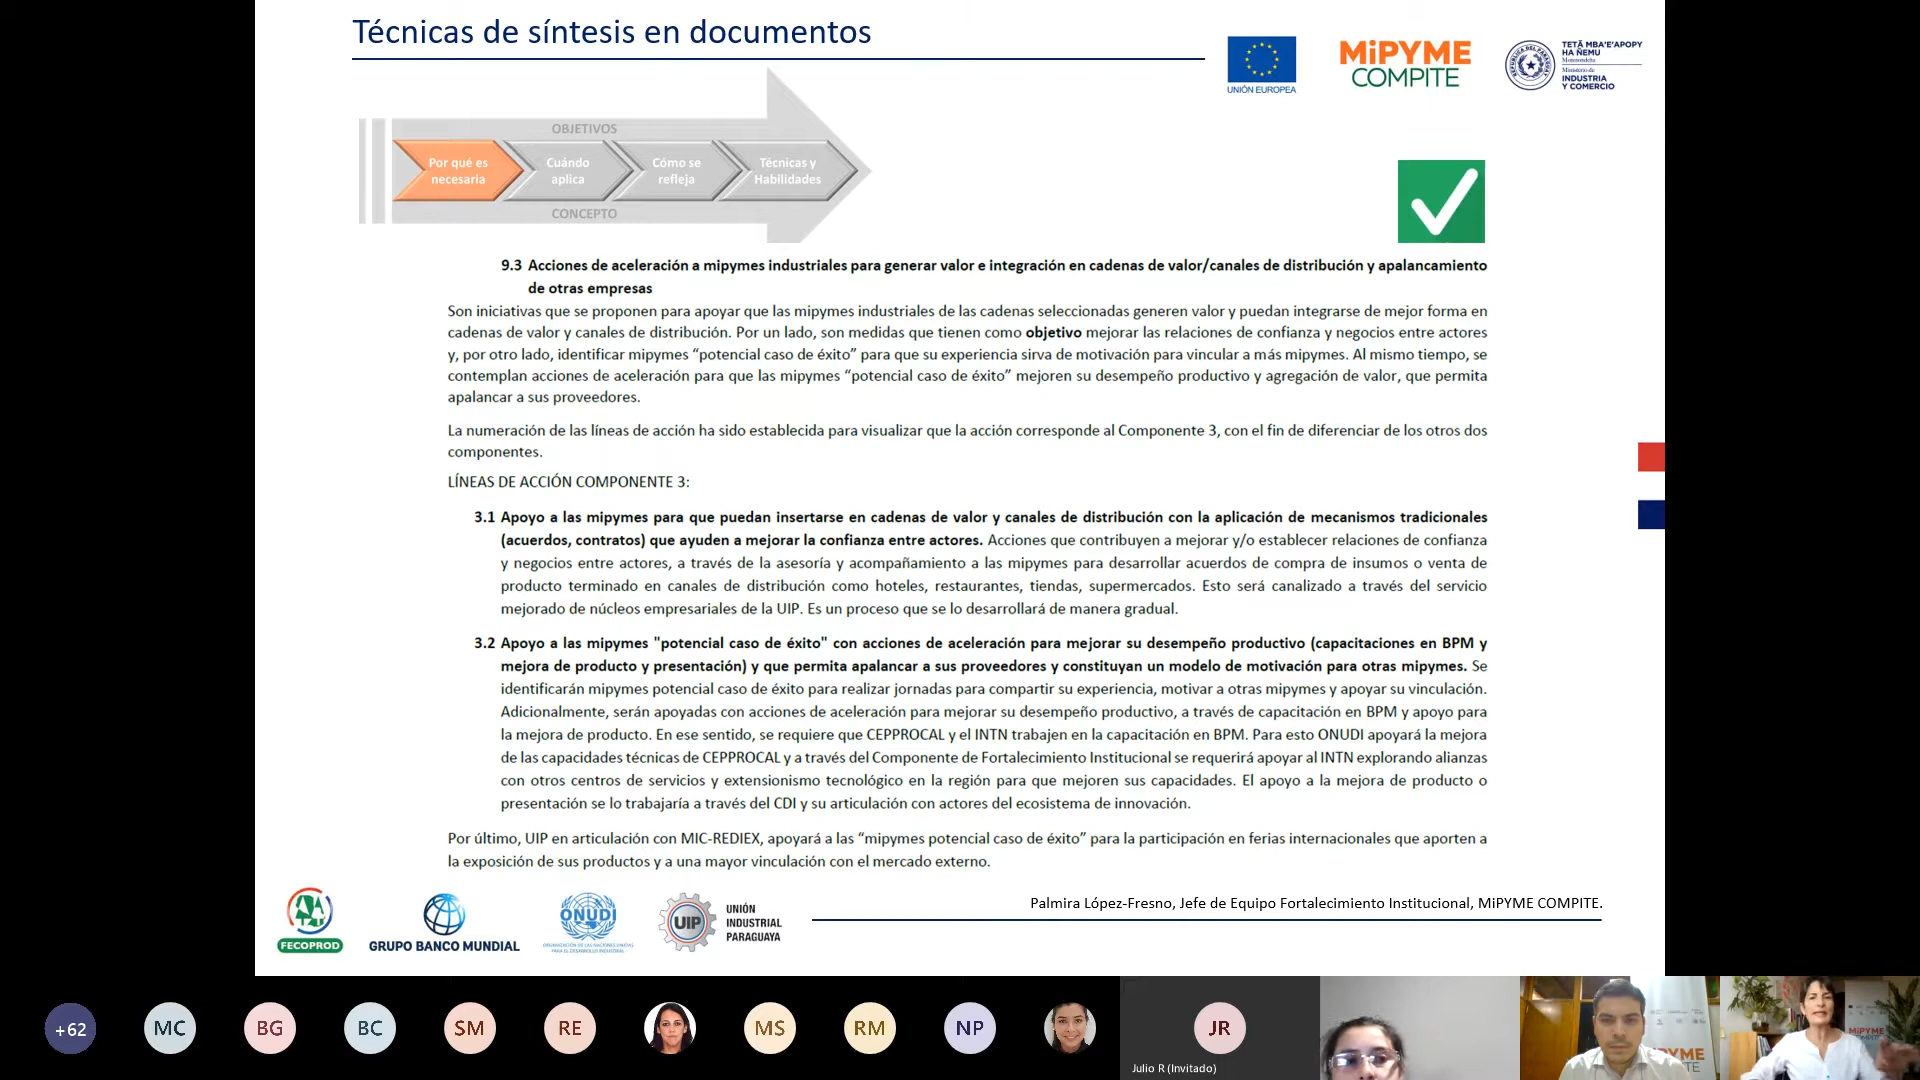 Técnicas de síntesis en documentos
UNIÓN EUROPEA
MiPYME
COMPITE
TETÃ MBA'E'APOPY
HA ÑEMU
Motenondeha
Ministerio de
INDUSTRIA
Y COMERCIO
OBJETIVOS
Por qué es
necesaria
Cuándo
aplica
Cómo se
refleja
Técnicas y
Habilidades
CONCEPTO
9.3 Acciones de aceleración a mipymes industriales para generar valor e integración en cadenas de valor/canales de distribución y apalancamiento
de otras empresas
Son iniciativas que se proponen para apoyar que las mipymes industriales de las cadenas seleccionadas generen valor y puedan integrarse de mejor forma en
cadenas de valor y canales de distribución. Por un lado, son medidas que tienen como objetivo mejorar las relaciones de confianza y negocios entre actores
y, por otro lado, identificar mipymes “potencial caso de éxito” para que su experiencia sirva de motivación para vincular a más mipymes. Al mismo tiempo, se
contemplan acciones de aceleración para que las mipymes “potencial caso de éxito” mejoren su desempeño productivo y agregación de valor, que permita
apalancar a sus proveedores.
La numeración de las líneas de acción ha sido establecida para visualizar que la acción corresponde al Componente 3, con el fin de diferenciar de los otros dos
componentes.
LÍNEAS DE ACCIÓN COMPONENTE 3:
3.1 Apoyo a las mipymes para que puedan insertarse en cadenas de valor y canales de distribución con la aplicación de mecanismos tradicionales
(acuerdos, contratos) que ayuden a mejorar la confianza entre actores. Acciones que contribuyen a mejorar y/o establecer relaciones de confianza
y negocios entre actores, a través de la asesoría y acompañamiento a las mipymes para desarrollar acuerdos de compra de insumos o venta de
producto terminado en canales de distribución como hoteles, restaurantes, tiendas, supermercados. Esto será canalizado a través del servicio
mejorado de núcleos empresariales de la UIP. Es un proceso que se lo desarrollará de manera gradual.
3.2 Apoyo a las mipymes "potencial caso de éxito" con acciones de aceleración para mejorar su desempeño productivo (capacitaciones en BPM y
mejora de producto y presentación) y que permita apalancar a sus proveedores y constituyan un modelo de motivación para otras mipymes. Se
identificarán mipymes potencial caso de éxito para realizar jornadas para compartir su experiencia, motivar a otras mipymes y apoyar su vinculación.
Adicionalmente, serán apoyadas con acciones de aceleración para mejorar su desempeño productivo, a través de capacitación en BPM y apoyo para
la mejora de producto. En ese sentido, se requiere que CEPPROCAL y el INTN trabajen en la capacitación en BPM. Para esto ONUDI apoyará la mejora
de las capacidades técnicas de CEPPROCAL y a través del Componente de Fortalecimiento Institucional se requerirá apoyar al INTN explorando alianzas
con otros centros de servicios y extensionismo tecnológico en la región para que mejoren sus capacidades. El apoyo a la mejora de producto o
presentación se lo trabajaría a través del CDI y su articulación con actores del ecosistema de innovación.
Por último, UIP en articulación con MIC-REDIEX, apoyará a las “mipymes potencial caso de éxito” para la participación en ferias internacionales que aporten a
la exposición de sus productos y a una mayor vinculación con el mercado externo.
Palmira López-Fresno, Jefe de Equipo Fortalecimiento Institucional, MiPYME COMPITE.
FECOPROD
GRUPO BANCO MUNDIAL
ONUDI
UIP
UNIÓN
INDUSTRIAL
PARAGUAYA
+62
MC
BG
BC
SM
RE
MS
RM
NP
JR
Julio R (Invitado)
MiPYME
COMPITE